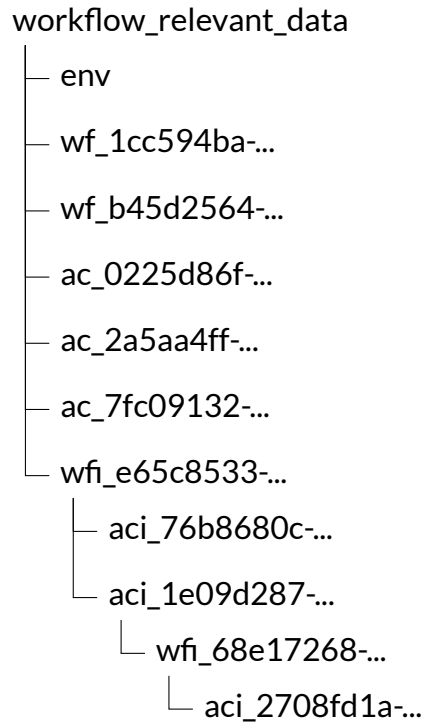 workflow_relevant_data
env
wf_1cc594ba-...
wf_b45d2564-...
ac_0225d86f-...
ac_2a5aa4ff-...
ac_7fc09132-...
wfi_e65c8533-...
aci_76b8680c-...
aci_1e09d287-...
wfi_68e17268-...
aci_2708fd1a-...